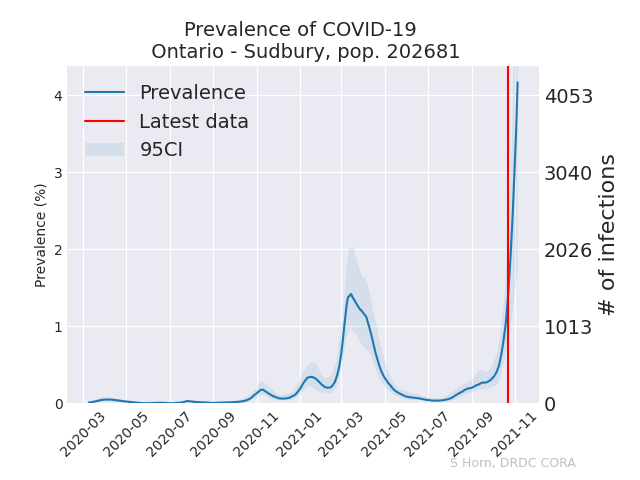 Prevalence of COVID-19
Ontario - Sudbury, pop. 202681
Prevalence
Latest data
95CI
Prevalence (%)
4
3
2
1
0
4053
3040
2026
1013
0
# of infections
2020-03
2020-05
2020-07
2020-09
2020-11
2021-01
2021-03
2021-05
2021-07
2021-09
2021-11
S Horn, DRDC CORA